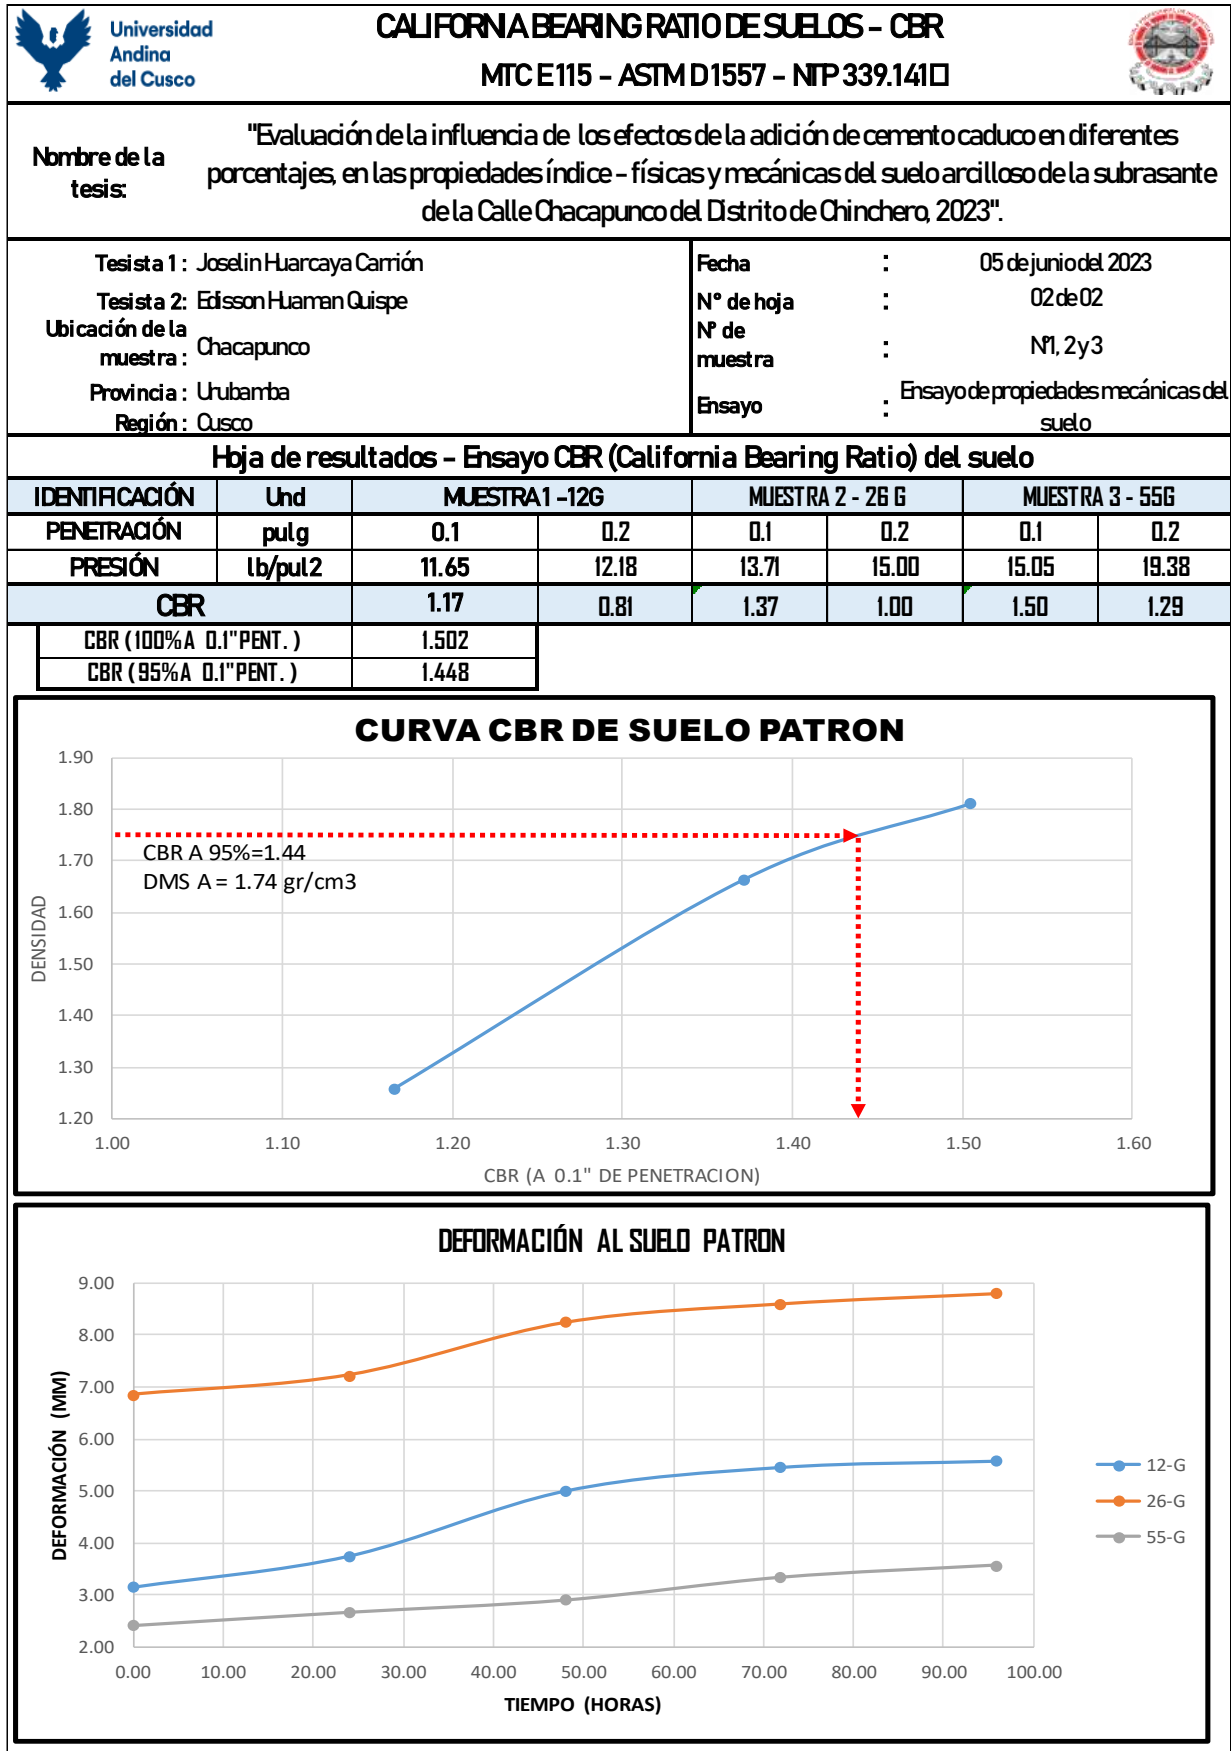 Universidad
Andina
del Cusco
CALIFORNIA BEARING RATIO DE SUELOS - CBR
MTC E 115 - ASTM D 1557 - NTP 339.141□
Nombre de la
tesis:
"Evaluación de la influencia de los efectos de la adición de cemento caduco en diferentes
porcentajes, en las propiedades índice - físicas y mecánicas del suelo arcilloso de la subrasante
de la Calle Chacapunco del Distrito de Chinchero, 2023".
Tesista 1 : Joselin Huarcaya Carrión
Fecha : 05 de junio del 2023
Tesista 2: Edisson Huaman Quispe
N° de hoja : 02 de 02
Ubicación de la
muestra : Chacapunco
N° de
muestra : N°1, 2 y 3
Provincia : Urubamba
Región : Cusco
Ensayo : Ensayo de propiedades mecánicas del
suelo
Hoja de resultados - Ensayo CBR (California Bearing Ratio) del suelo
IDENTIFICACIÓN Und MUESTRA 1 -12G MUESTRA 2 - 26 G MUESTRA 3 - 55G
PENETRACIÓN pulg 0.1 0.2 0.1 0.2 0.1 0.2
PRESIÓN lb/pul2 11.65 12.18 13.71 15.00 15.05 19.38
CBR 1.17 0.81 1.37 1.00 1.50 1.29
CBR (100%A 0.1"PENT. ) 1.502
CBR (95%A 0.1"PENT. ) 1.448
CURVA CBR DE SUELO PATRON
1.90
1.80
1.70
1.60
1.50
1.40
1.30
1.20
DENSIDAD
CBR A 95%=1.44
DMS A = 1.74 gr/cm3
1.00 1.10 1.20 1.30 1.40 1.50 1.60
CBR (A 0.1" DE PENETRACION)
DEFORMACIÓN AL SUELO PATRON
9.00
8.00
7.00
6.00
5.00
4.00
3.00
2.00
DEFORMACIÓN (MM)
12-G
26-G
55-G
0.00 10.00 20.00 30.00 40.00 50.00 60.00 70.00 80.00 90.00 100.00
TIEMPO (HORAS)